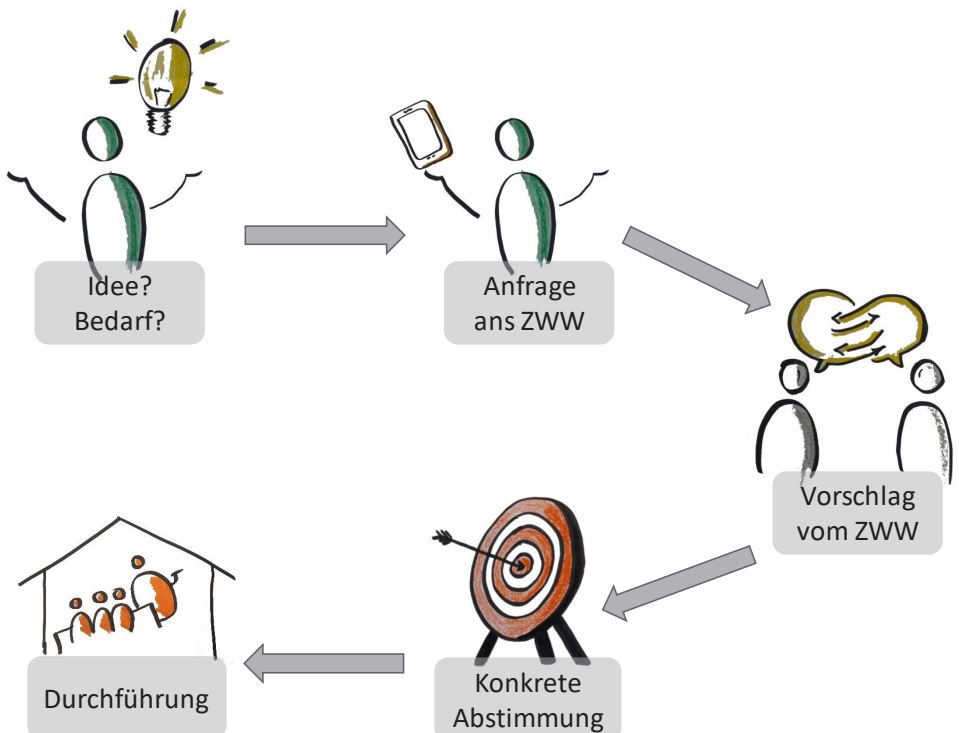 Idee?
Bedarf?
Anfrage
ans ZWW
Vorschlag
vom ZWW
Konkrete
Abstimmung
Durchführung